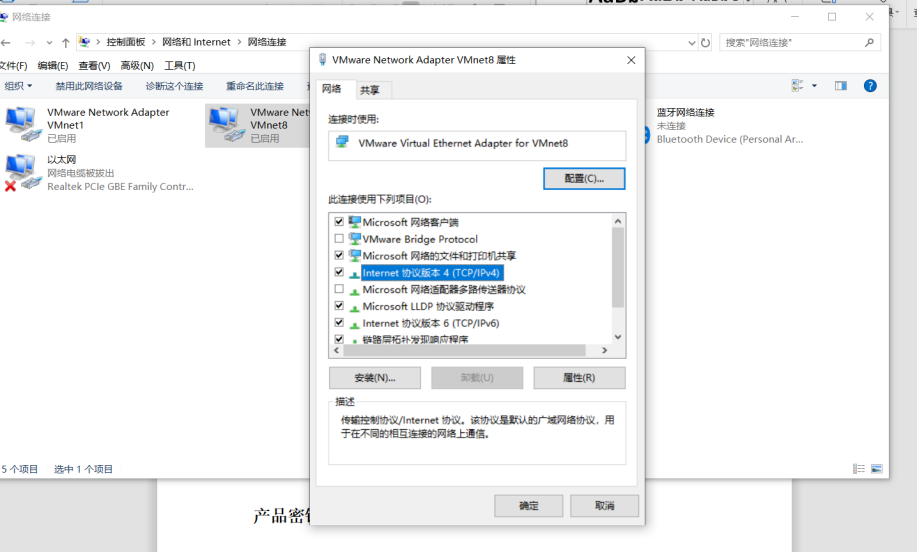 网络连接
控制面板 > 网络和 Internet > 网络连接
搜索"网络连接"
文件(F) 编辑(E) 查看(V) 高级(N) 工具(T)
组织 禁用此网络设备 诊断这个连接 重命名此连接
VMware Network Adapter
VMnet1
已启用
VMware Net
VMnet8
已启用
蓝牙网络连接
未连接
Bluetooth Device (Personal Ar...
以太网
网络电缆被拔出
Realtek PCIe GBE Family Contr...
VMware Network Adapter VMnet8 属性
网络 共享
连接时使用:
VMware Virtual Ethernet Adapter for VMnet8
配置(C)...
此连接使用下列项目(O):
Microsoft 网络客户端
VMware Bridge Protocol
Microsoft 网络的文件和打印机共享
Internet 协议版本 4 (TCP/IPv4)
Microsoft 网络适配器多路传送器协议
Microsoft LLDP 协议驱动程序
Internet 协议版本 6 (TCP/IPv6)
链路层拓扑发现响应程序
安装(N)... 卸载(U) 属性(R)
描述
传输控制协议/Internet 协议。该协议是默认的广域网络协议，用
于在不同的相互连接的网络上通信。
确定 取消
5 个项目 选中 1 个项目
产品密